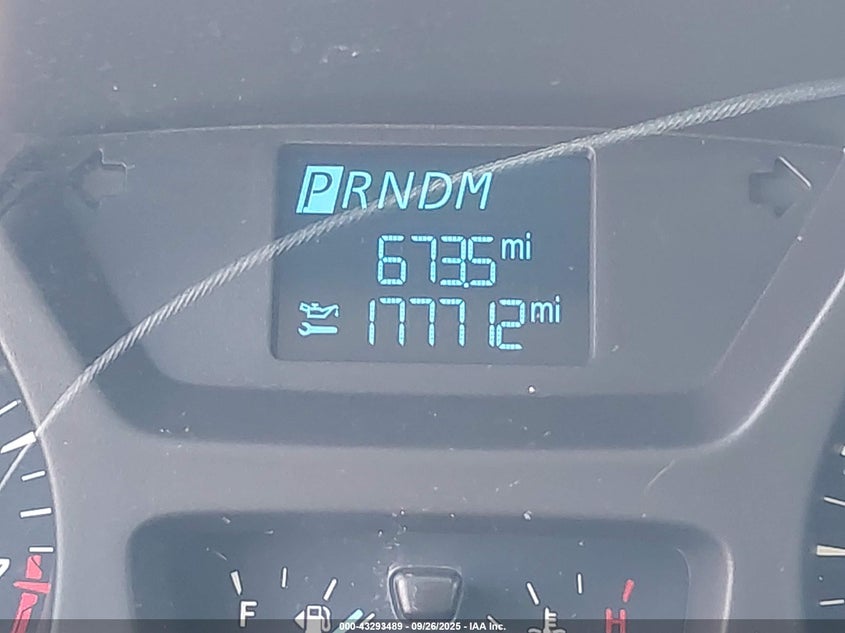 PRNDM
673.5 mi
177712 mi
F H
000-43293489 - 09/26/2025 - IAA Inc.